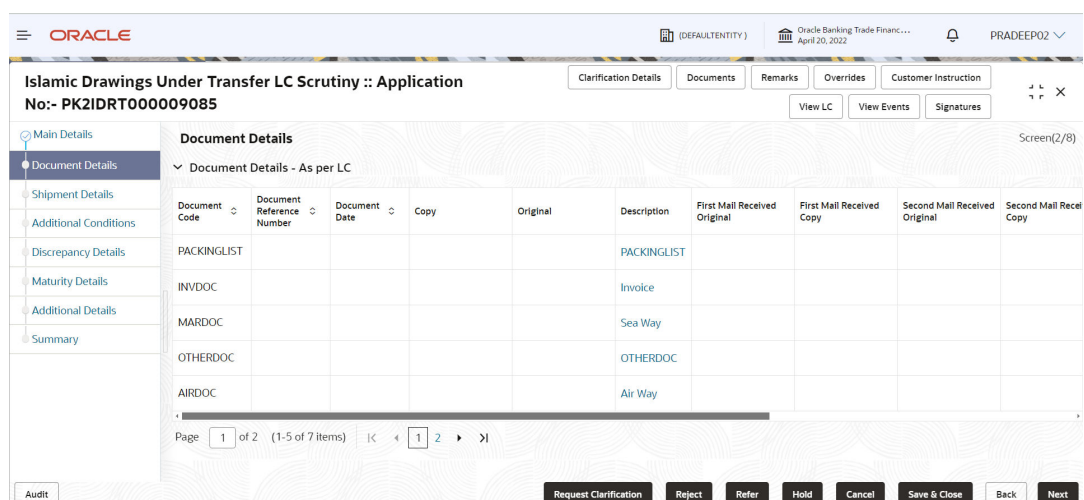 ORACLE
(DEFAULTENTITY )
Oracle Banking Trade Financ...
April 20, 2022
PRADEEP02
Islamic Drawings Under Transfer LC Scrutiny :: Application
No:- PK2IDRT000009085
Clarification Details
Documents
Remarks
Overrides
Customer Instruction
View LC
View Events
Signatures
Main Details
Document Details
Shipment Details
Additional Conditions
Discrepancy Details
Maturity Details
Additional Details
Summary
Document Details
Screen(2/8)
Document Details - As per LC
Document
Code
Document
Reference
Number
Document
Date
Copy
Original
Description
First Mail Received
Original
First Mail Received
Copy
Second Mail Received
Original
Second Mail Recei
Copy
PACKINGLIST
PACKINGLIST
INVDOC
Invoice
MARDOC
Sea Way
OTHERDOC
OTHERDOC
AIRDOC
Air Way
Page 1 of 2 (1-5 of 7 items) 1 2
Audit
Request Clarification
Reject
Refer
Hold
Cancel
Save & Close
Back
Next